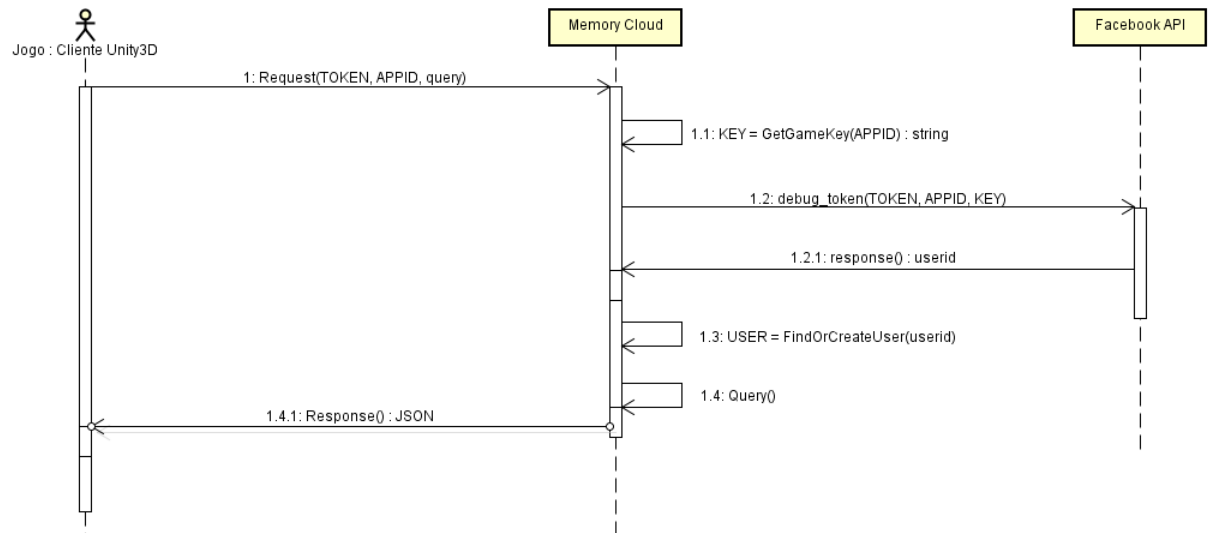 Jogo : Cliente Unity3D
Memory Cloud
Facebook API
1: Request(TOKEN, APPID, query)
1.1: KEY = GetGameKey(APPID) : string
1.2: debug_token(TOKEN, APPID, KEY)
1.2.1: response() : userid
1.3: USER = FindOrCreateUser(userid)
1.4: Query()
1.4.1: Response() : JSON